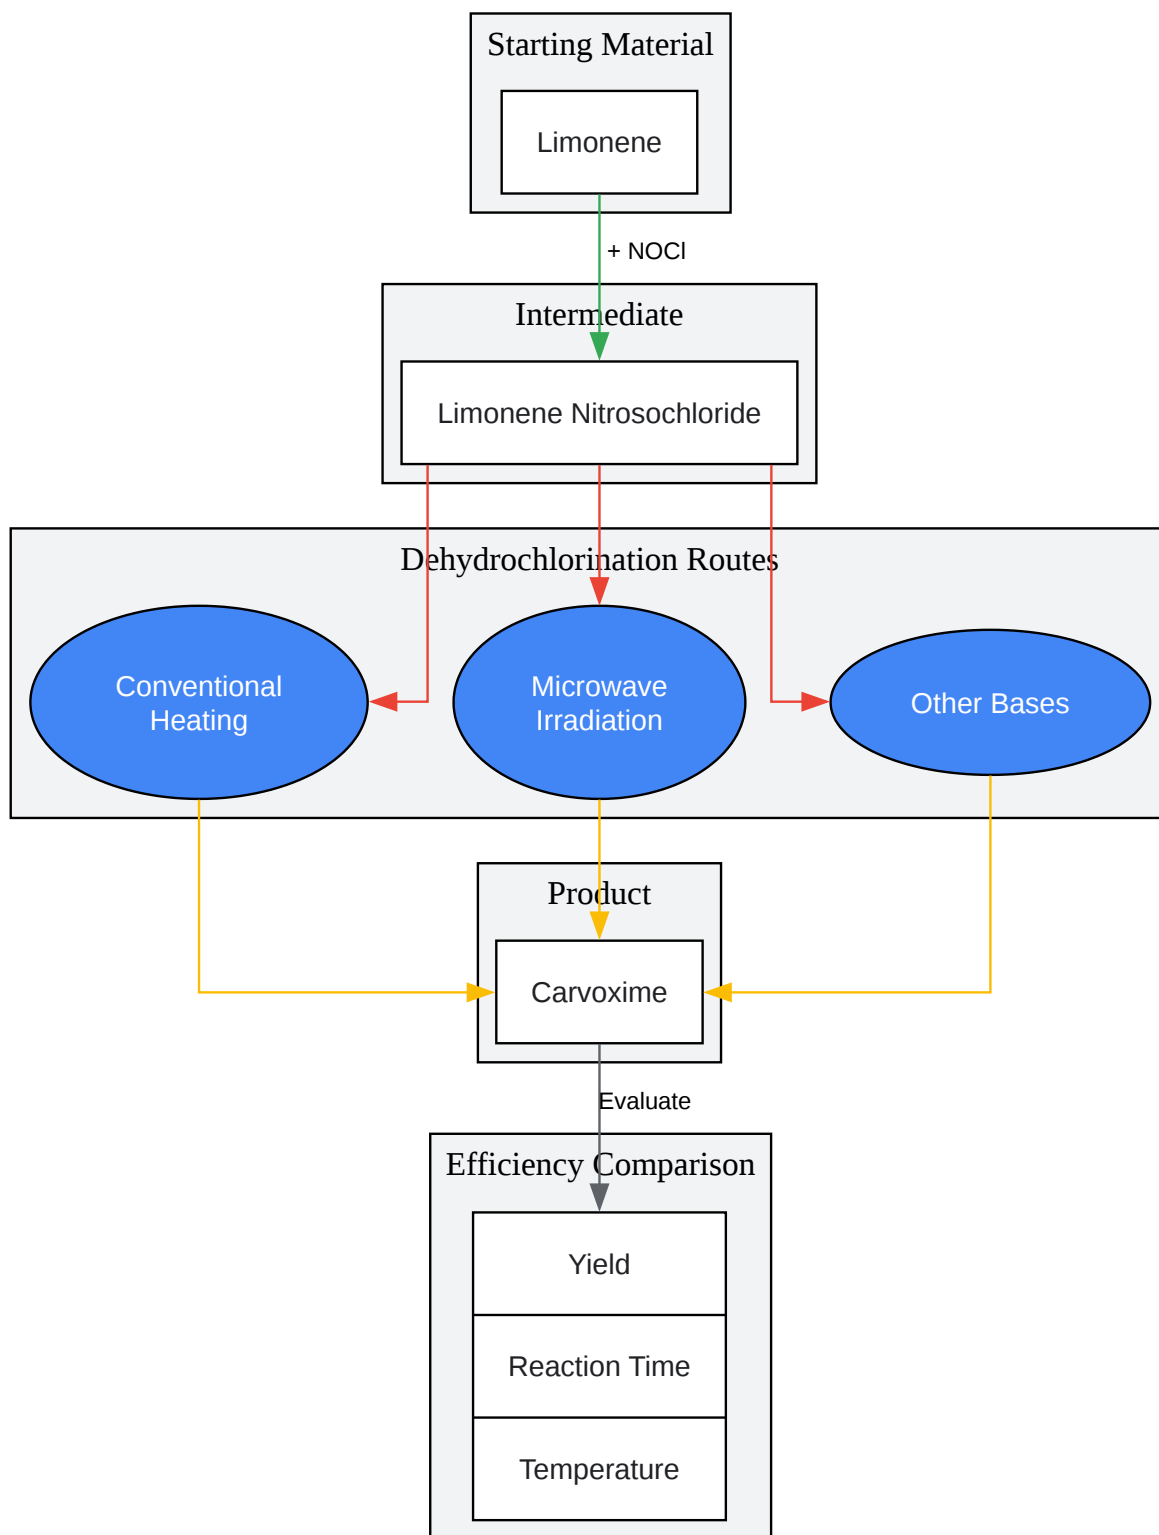 Starting Material
Limonene
+ NOCl
Intermediate
Limonene Nitrosochloride
Dehydrochlorination Routes
Conventional
Heating
Microwave
Irradiation
Other Bases
Product
Carvoxime
Evaluate
Efficiency Comparison
Yield
Reaction Time
Temperature